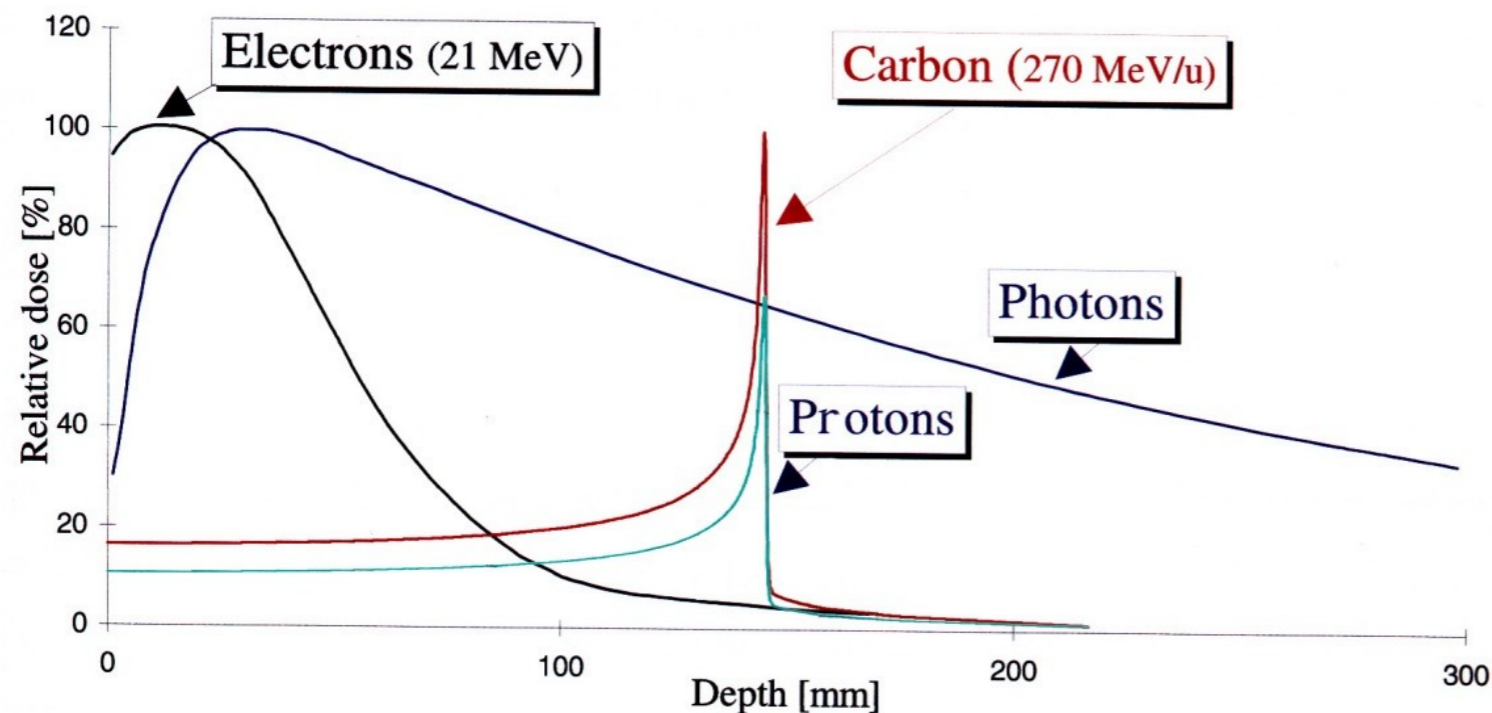 120
Electrons (21 MeV)
Carbon (270 MeV/u)
100
80
Photons
60
Protons
40
20
0
Relative dose [%]
0
100
200
300
Depth [mm]